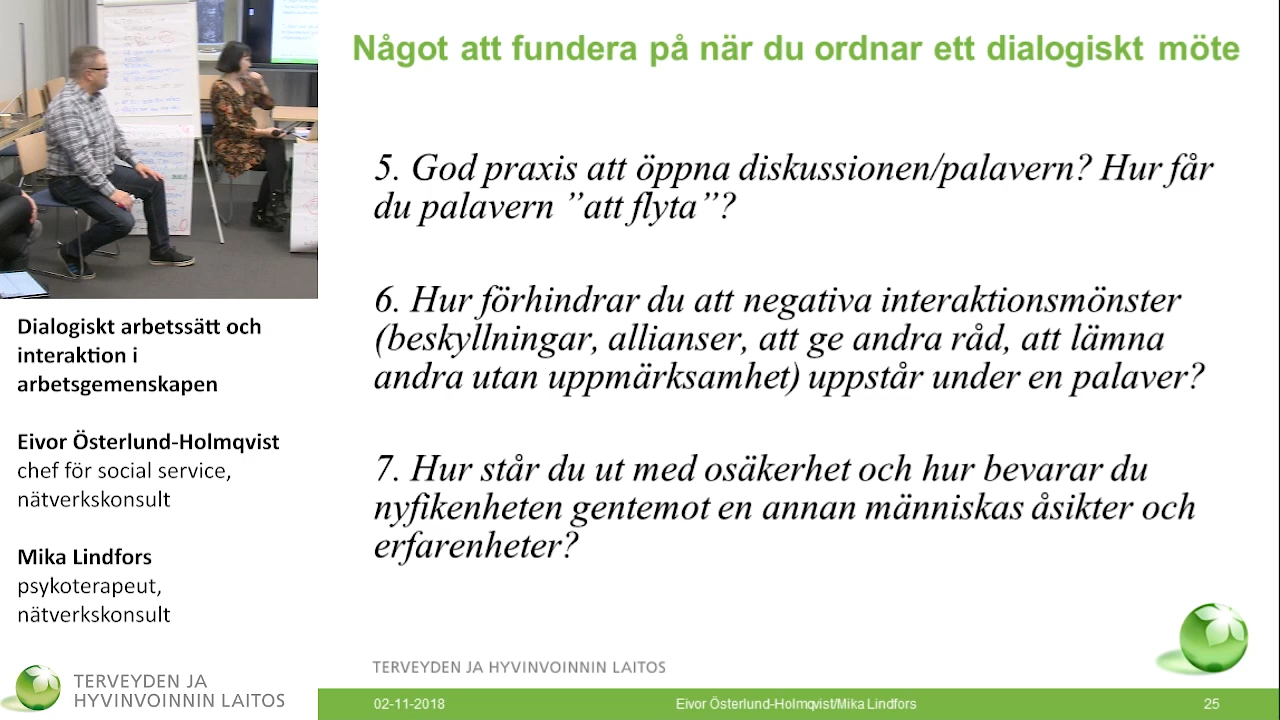 Något att fundera på när du ordnar ett dialogiskt möte
5. God praxis att öppna diskussionen/palavern? Hur får
du palavern ”att flyta”?
6. Hur förhindrar du att negativa interaktionsmönster
(beskyllningar, allianser, att ge andra råd, att lämna
andra utan uppmärksamhet) uppstår under en palaver?
7. Hur står du ut med osäkerhet och hur bevarar du
nyfikenheten gentemot en annan människas åsikter och
erfarenheter?
TERVEYDEN JA HYVINVOINNIN LAITOS
02-11-2018
Eivor Österlund-Holmqvist/Mika Lindfors
25
Dialogiskt arbetssätt och
interaktion i
arbetsgemenskapen
Eivor Österlund-Holmqvist
chef för social service,
nätverkskonsult
Mika Lindfors
psykoterapeut,
nätverkskonsult
TERVEYDEN JA
HYVINVOINNIN LAITOS